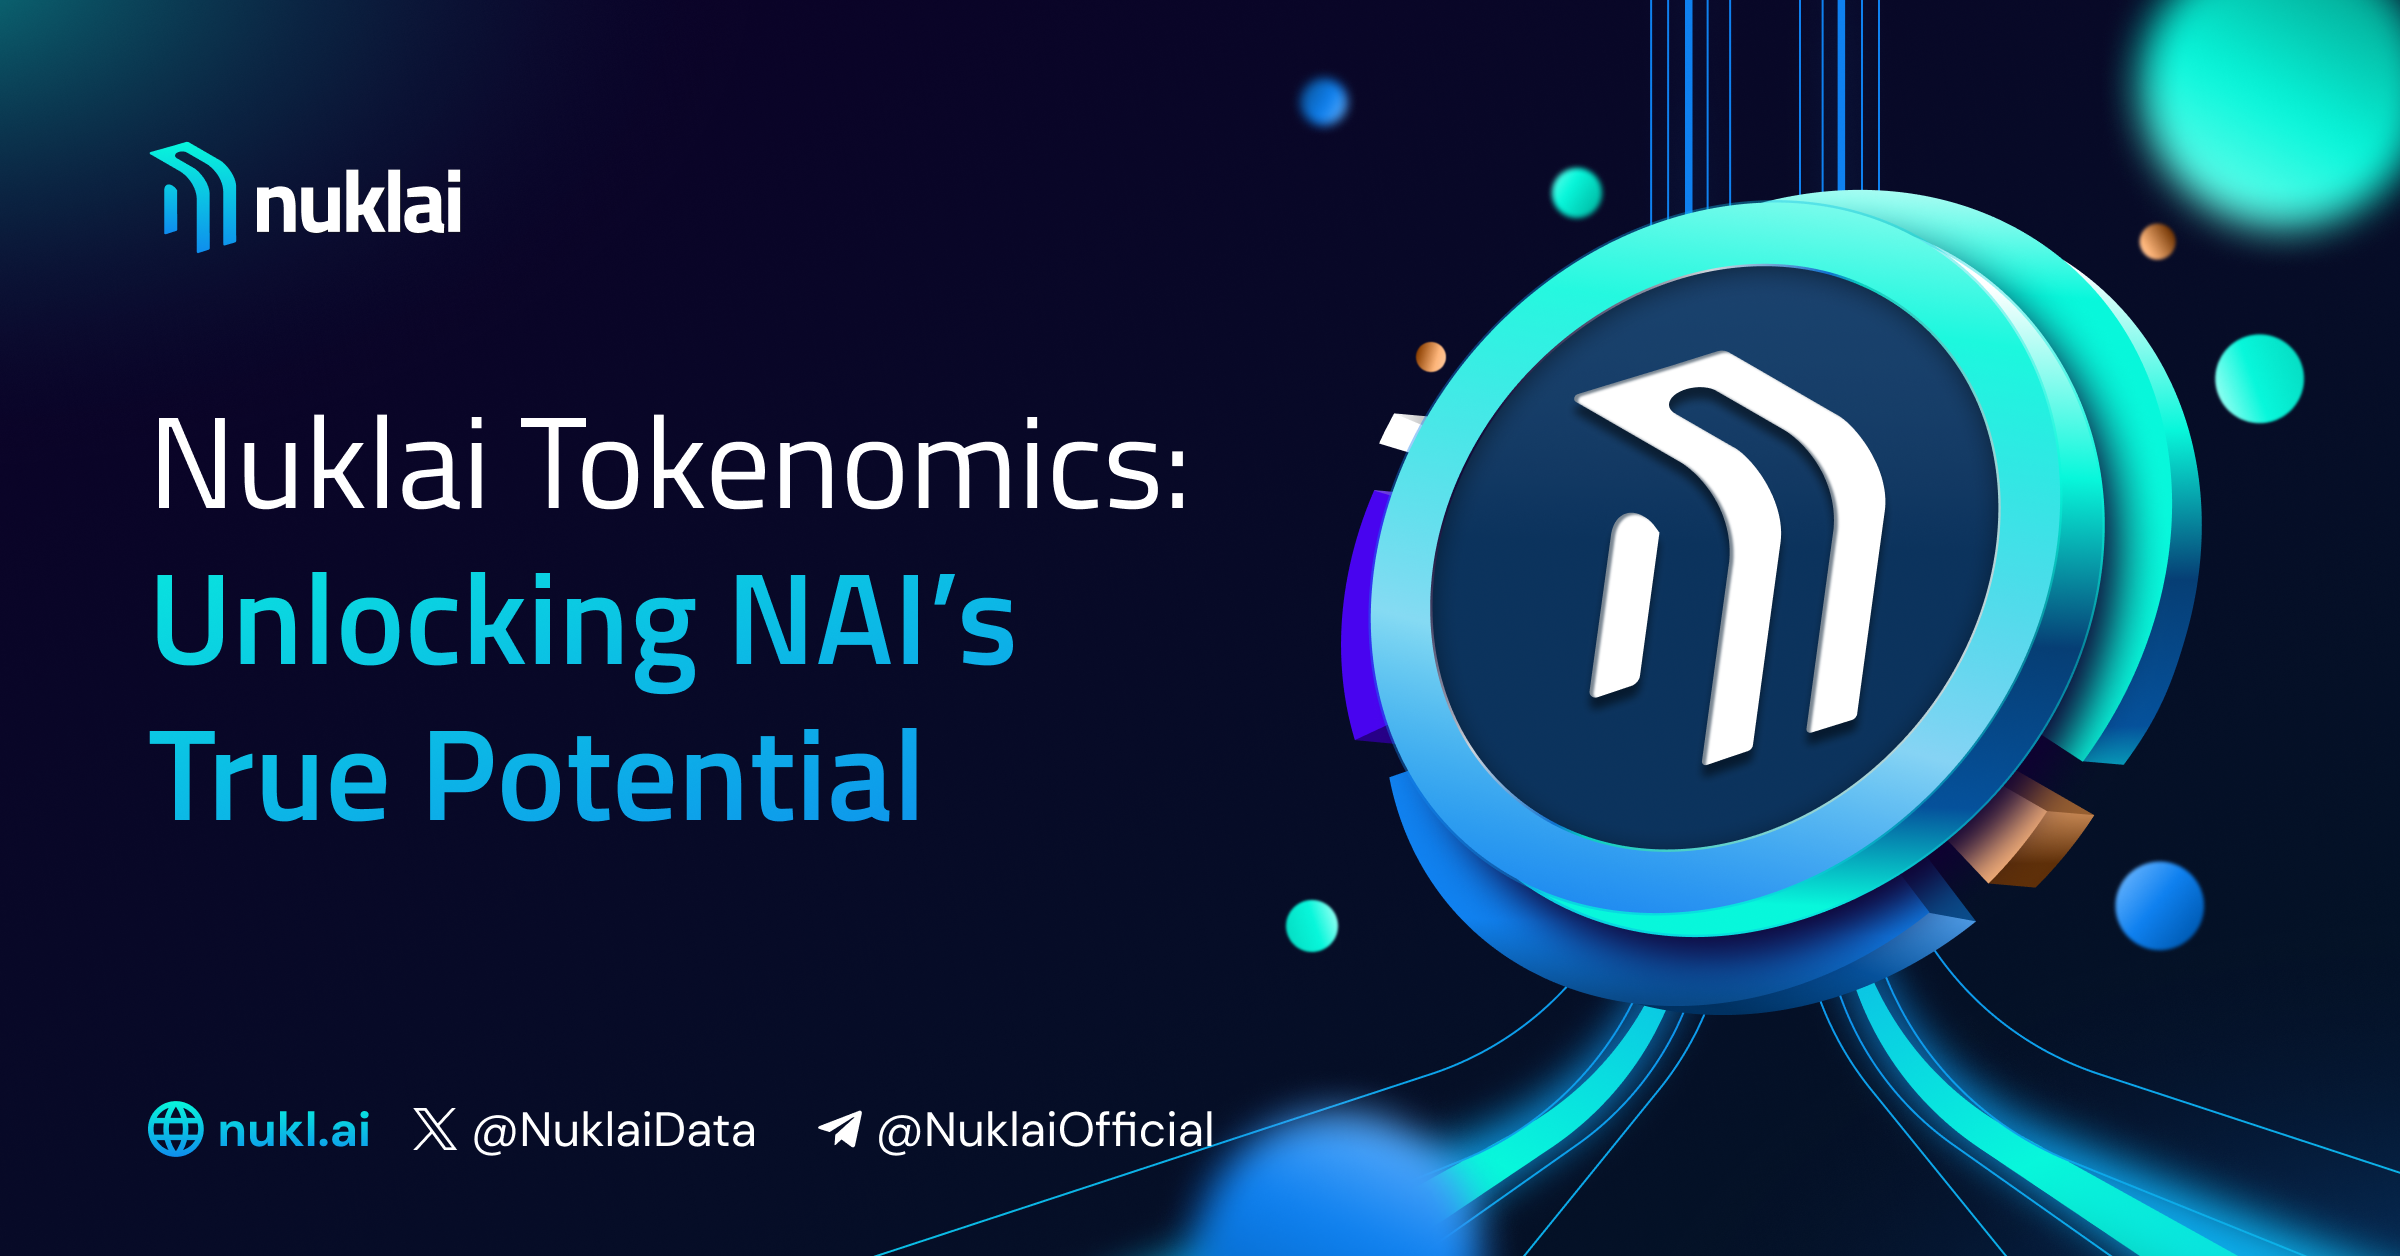 nuklai
Nuklai Tokenomics:
Unlocking NAI’s
True Potential
nukl.ai @NuklaiData @NuklaiOfficial